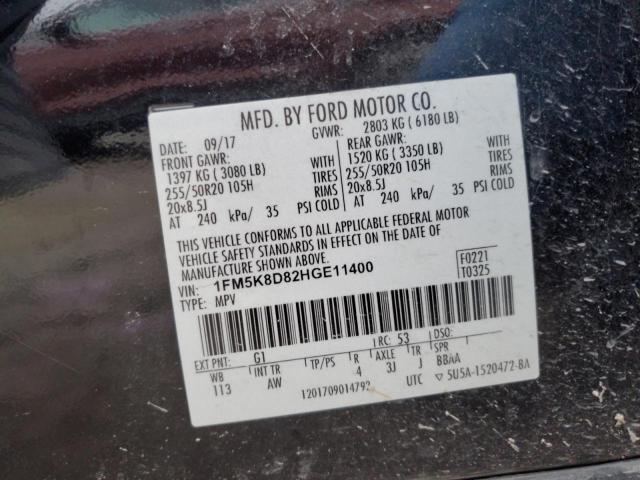 MFD. BY FORD MOTOR CO.
DATE: 09/17 GVWR: 2803 KG ( 6180 LB)
FRONT GAWR: REAR GAWR:
1397 KG ( 3080 LB) WITH 1520 KG ( 3350 LB) WITH
255/50R20 105H TIRES 255/50R20 105H TIRES
20x8.5J RIMS 20x8.5J RIMS
AT 240 kPa/ 35 PSI COLD AT 240 kPa/ 35 PSI COLD
THIS VEHICLE CONFORMS TO ALL APPLICABLE FEDERAL MOTOR
VEHICLE SAFETY STANDARDS IN EFFECT ON THE DATE OF
MANUFACTURE SHOWN ABOVE.
VIN: 1FM5K8D82HGE11400 F0221
TYPE: MPV T0325
EXT PNT: G1 RC: 53 DSO:
WB INT TR TP/PS R AXLE TR SPR
113 AW 4 3J J BBAA
120170901479 UTC ▽ 5U5A-1520472-BA